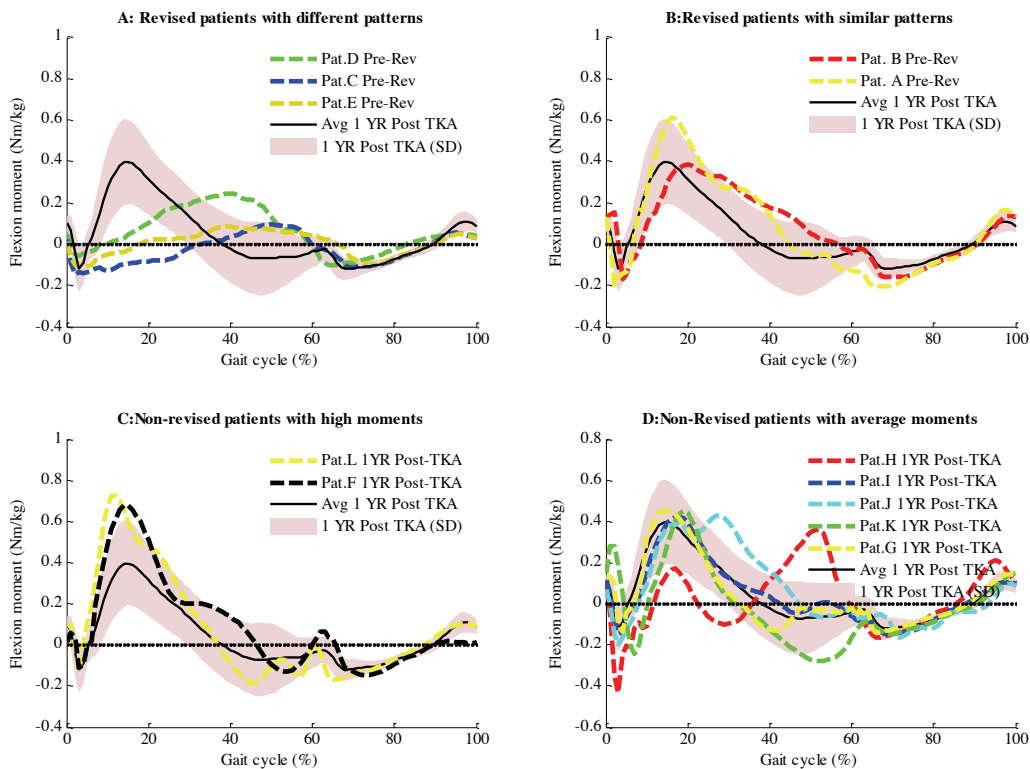 A: Revised patients with different patterns
1
0.8
0.6
0.4
0.2
0
-0.2
-0.4
Flexion moment (Nm/kg)
Pat.D Pre-Rev
Pat.C Pre-Rev
Pat.E Pre-Rev
Avg 1 YR Post TKA
1 YR Post TKA (SD)
0 20 40 60 80 100
Gait cycle (%)
B:Revised patients with similar patterns
1
0.8
0.6
0.4
0.2
0
-0.2
-0.4
Flexion moment (Nm/kg)
Pat. B Pre-Rev
Pat. A Pre-Rev
Avg 1 YR Post TKA
1 YR Post TKA (SD)
0 20 40 60 80 100
Gait cycle (%)
C:Non-revised patients with high moments
1
0.8
0.6
0.4
0.2
0
-0.2
-0.4
Flexion moment (Nm/kg)
Pat.L 1YR Post-TKA
Pat.F 1YR Post-TKA
Avg 1 YR Post TKA
1 YR Post TKA (SD)
0 20 40 60 80 100
Gait cycle (%)
D:Non-Revised patients with average moments
0.8
0.6
0.4
0.2
0
-0.2
-0.4
-0.6
Flexion moment (Nm/kg)
Pat.H 1YR Post-TKA
Pat.I 1YR Post-TKA
Pat.J 1YR Post-TKA
Pat.K 1YR Post-TKA
Pat.G 1YR Post-TKA
Avg 1 YR Post TKA
1 YR Post TKA (SD)
0 20 40 60 80 100
Gait cycle (%)